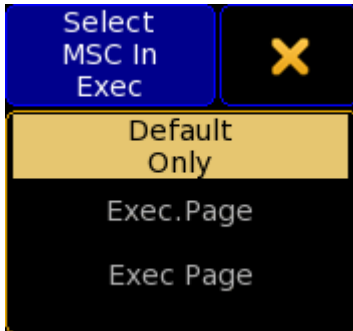 Select
MSC In
Exec
Default
Only
Exec.Page
Exec Page